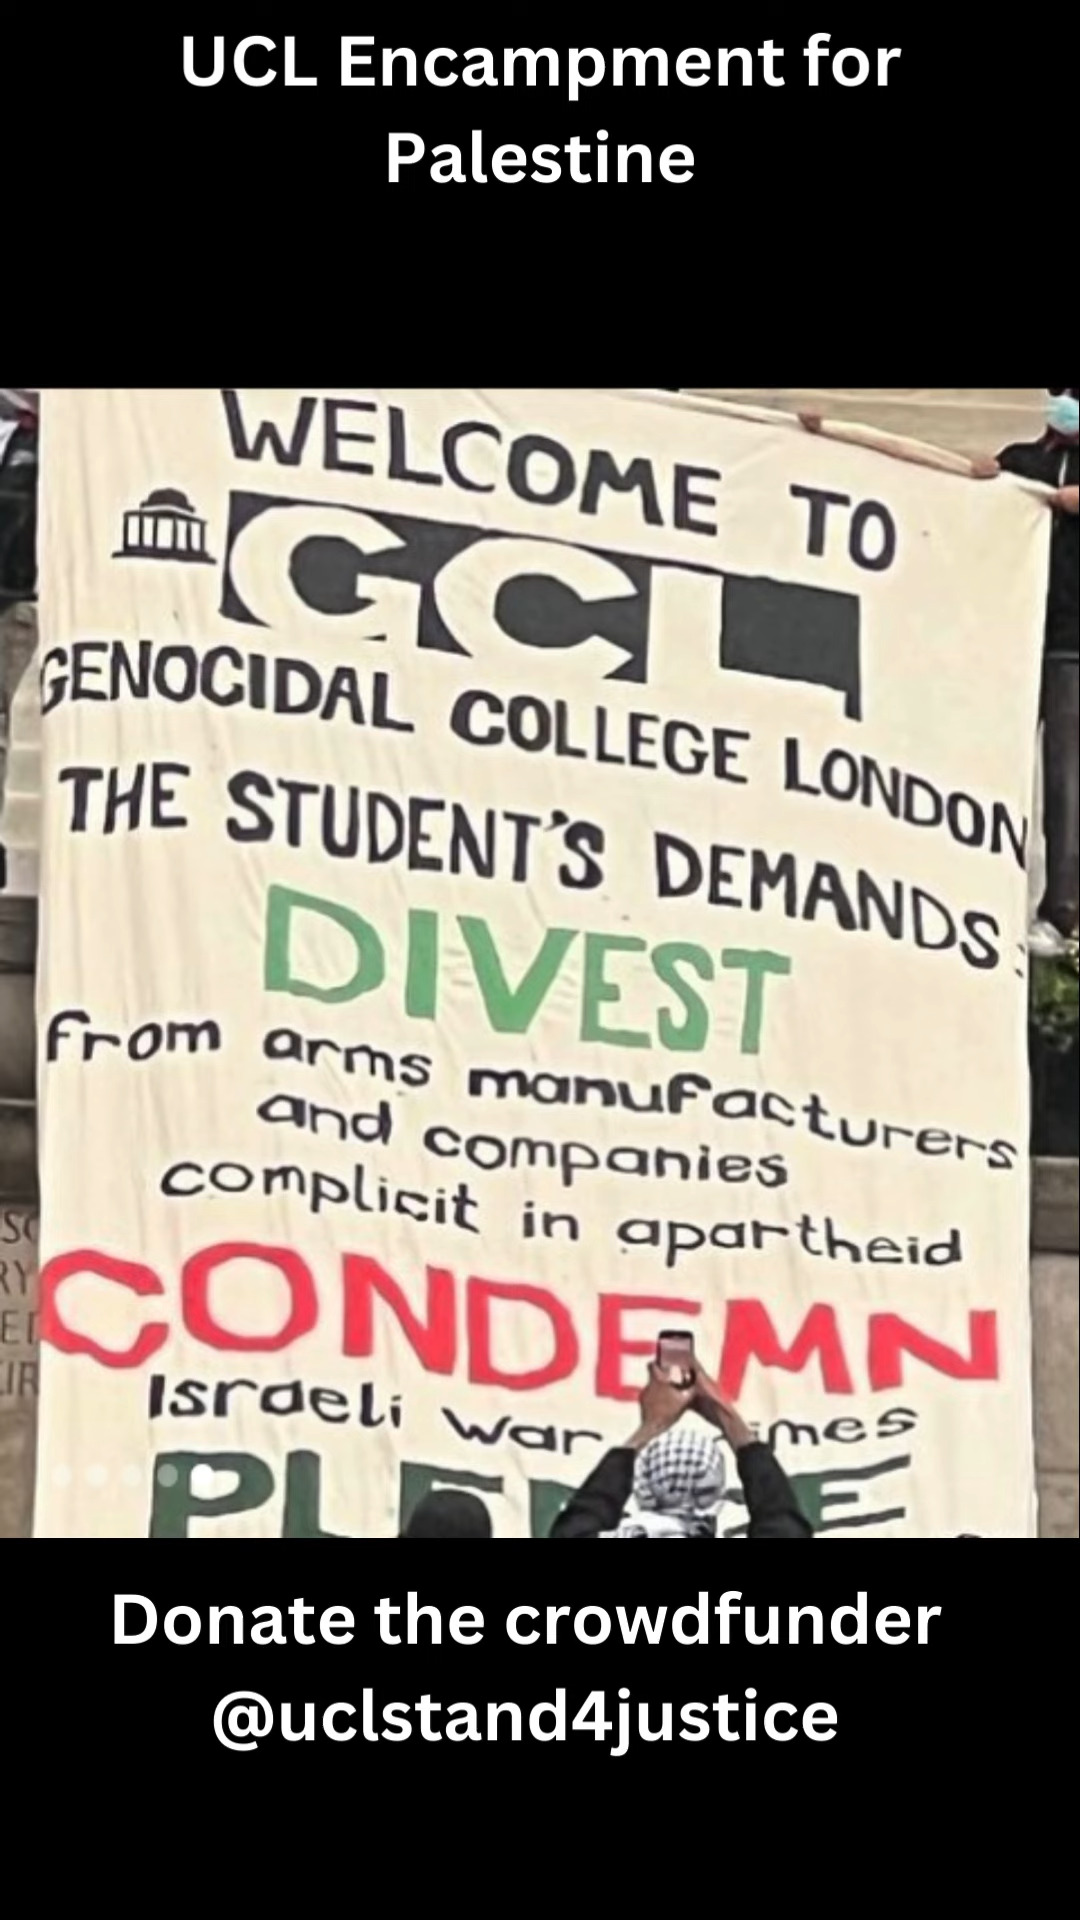 UCL Encampment for
Palestine
WELCOME TO
GCL
GENOCIDAL COLLEGE LONDON
THE STUDENT'S DEMANDS:
DIVEST
from arms manufacturers
and companies
complicit in apartheid
CONDEMN
Israeli war
Donate the crowdfunder
@uclstand4justice